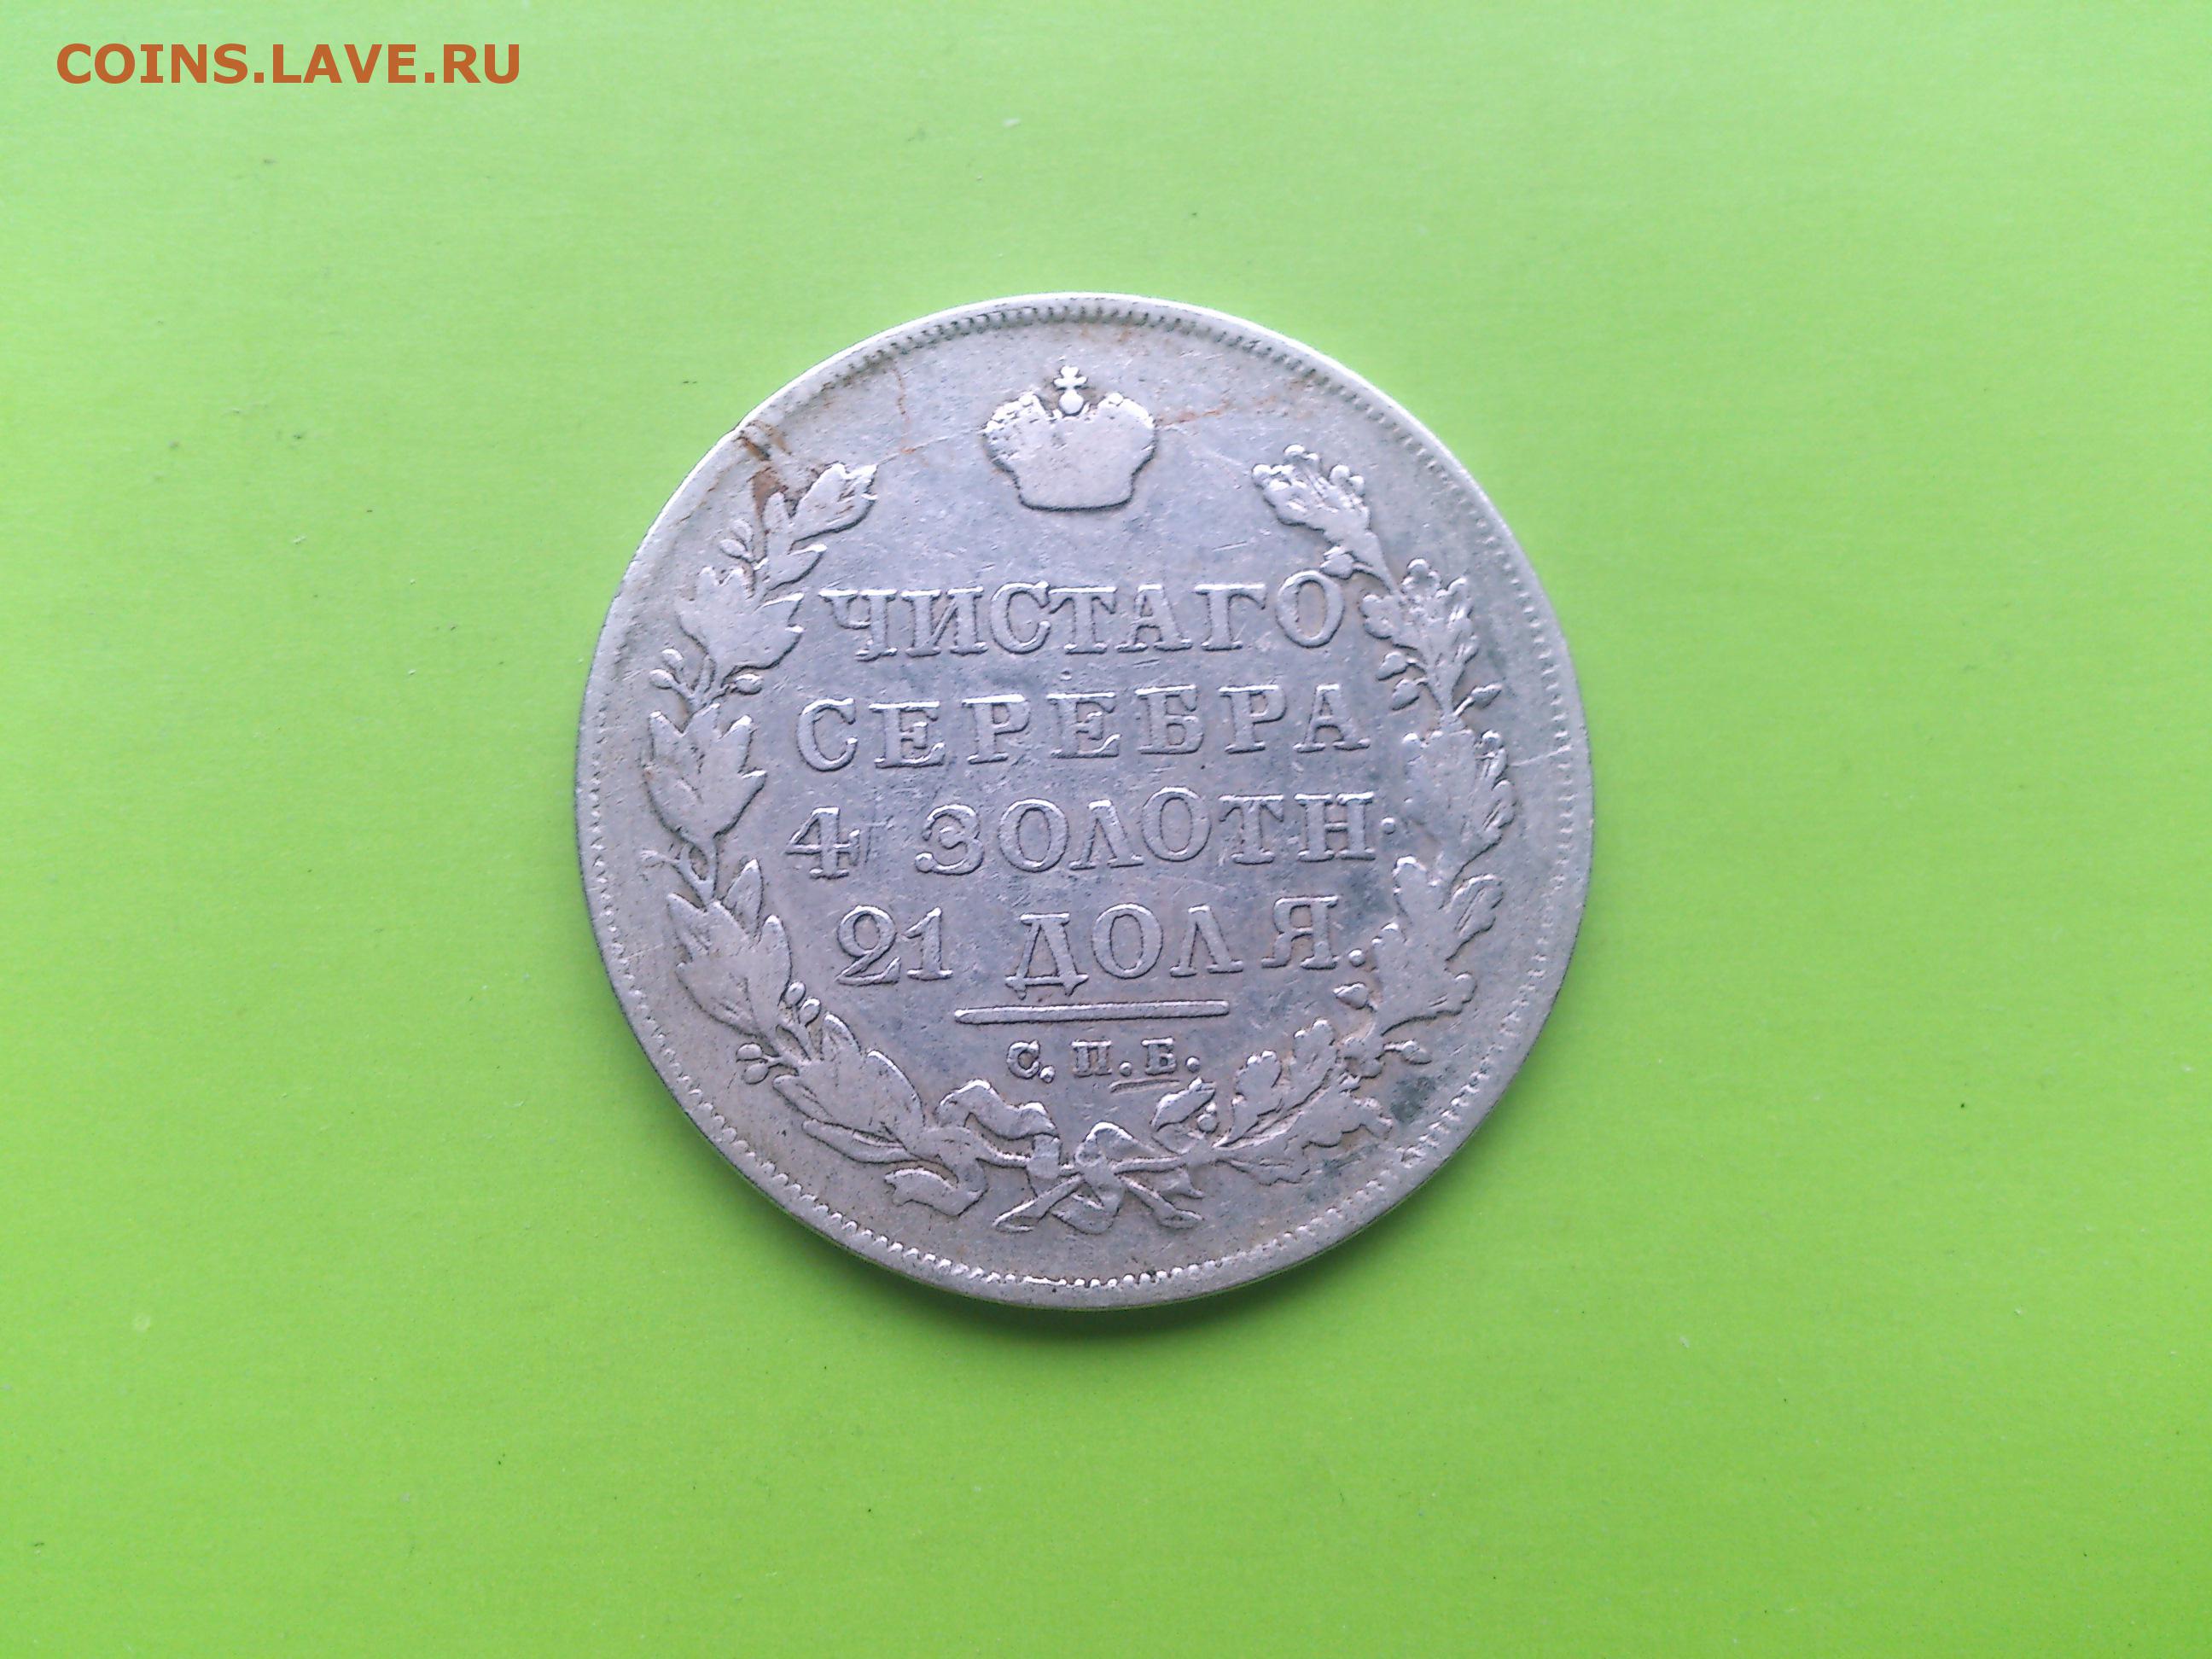 COINS.LAVE.RU
ЧИСТАГО
СЕРЕБРА
4 ЗОЛОТН.
21 ДОЛЯ.
С. П. Б.